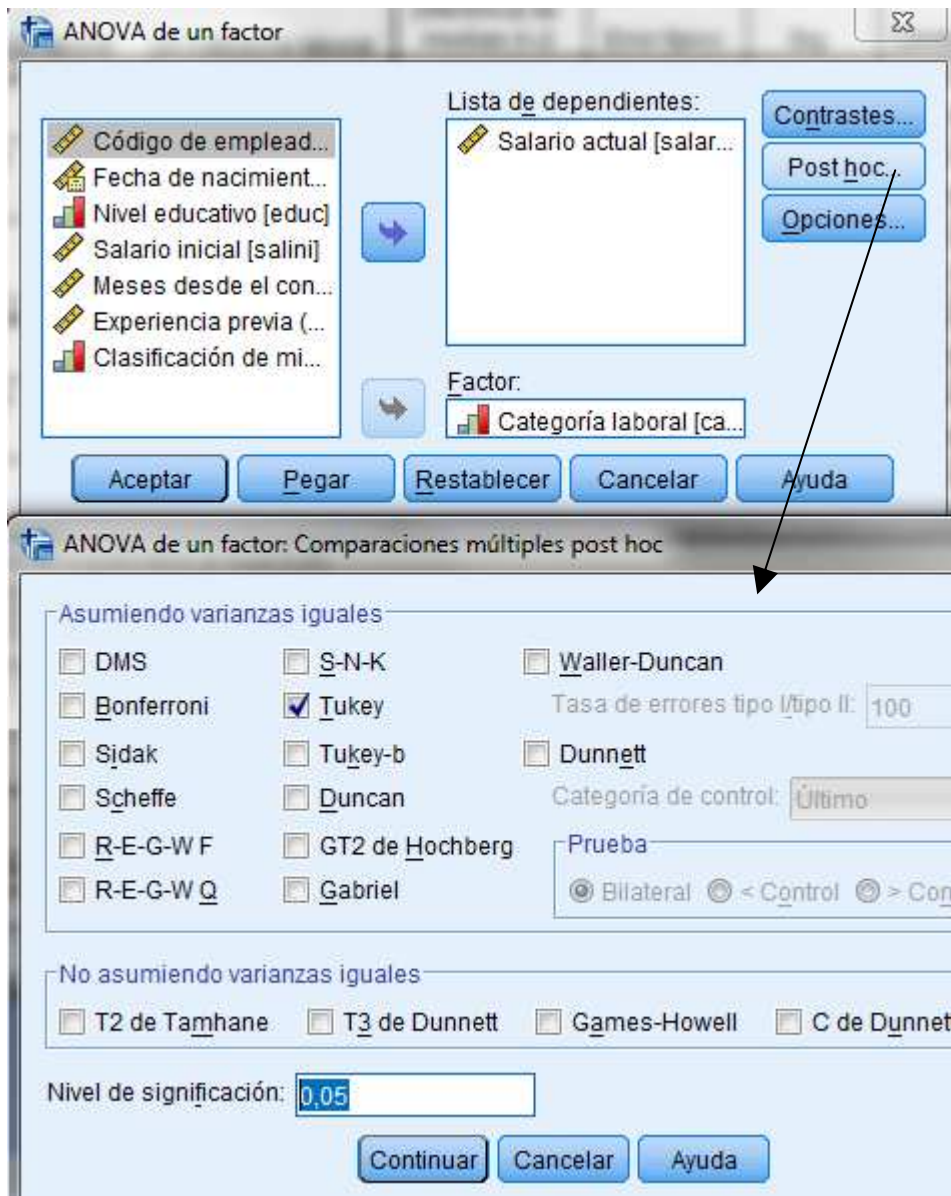 ANOVA de un factor
Lista de dependientes:
Código de emplead...
Fecha de nacimient...
Nivel educativo [educ]
Salario inicial [salini]
Meses desde el con...
Experiencia previa (...
Clasificación de mi...
Salario actual [salar...
Contrastes...
Post hoc...
Opciones...
Factor:
Categoría laboral [ca...
Aceptar Pegar Restablecer Cancelar Ayuda
ANOVA de un factor: Comparaciones múltiples post hoc
Asumiendo varianzas iguales
DMS S-N-K Waller-Duncan
Bonferroni Tukey Tasa de errores tipo I/tipo II: 100
Sidak Tukey-b Dunnett
Scheffe Duncan Categoría de control: Último
R-E-G-W F GT2 de Hochberg Prueba
R-E-G-W Q Gabriel Bilateral < Control > Con
No asumiendo varianzas iguales
T2 de Tamhane T3 de Dunnett Games-Howell C de Dunnet
Nivel de significación: 0,05
Continuar Cancelar Ayuda